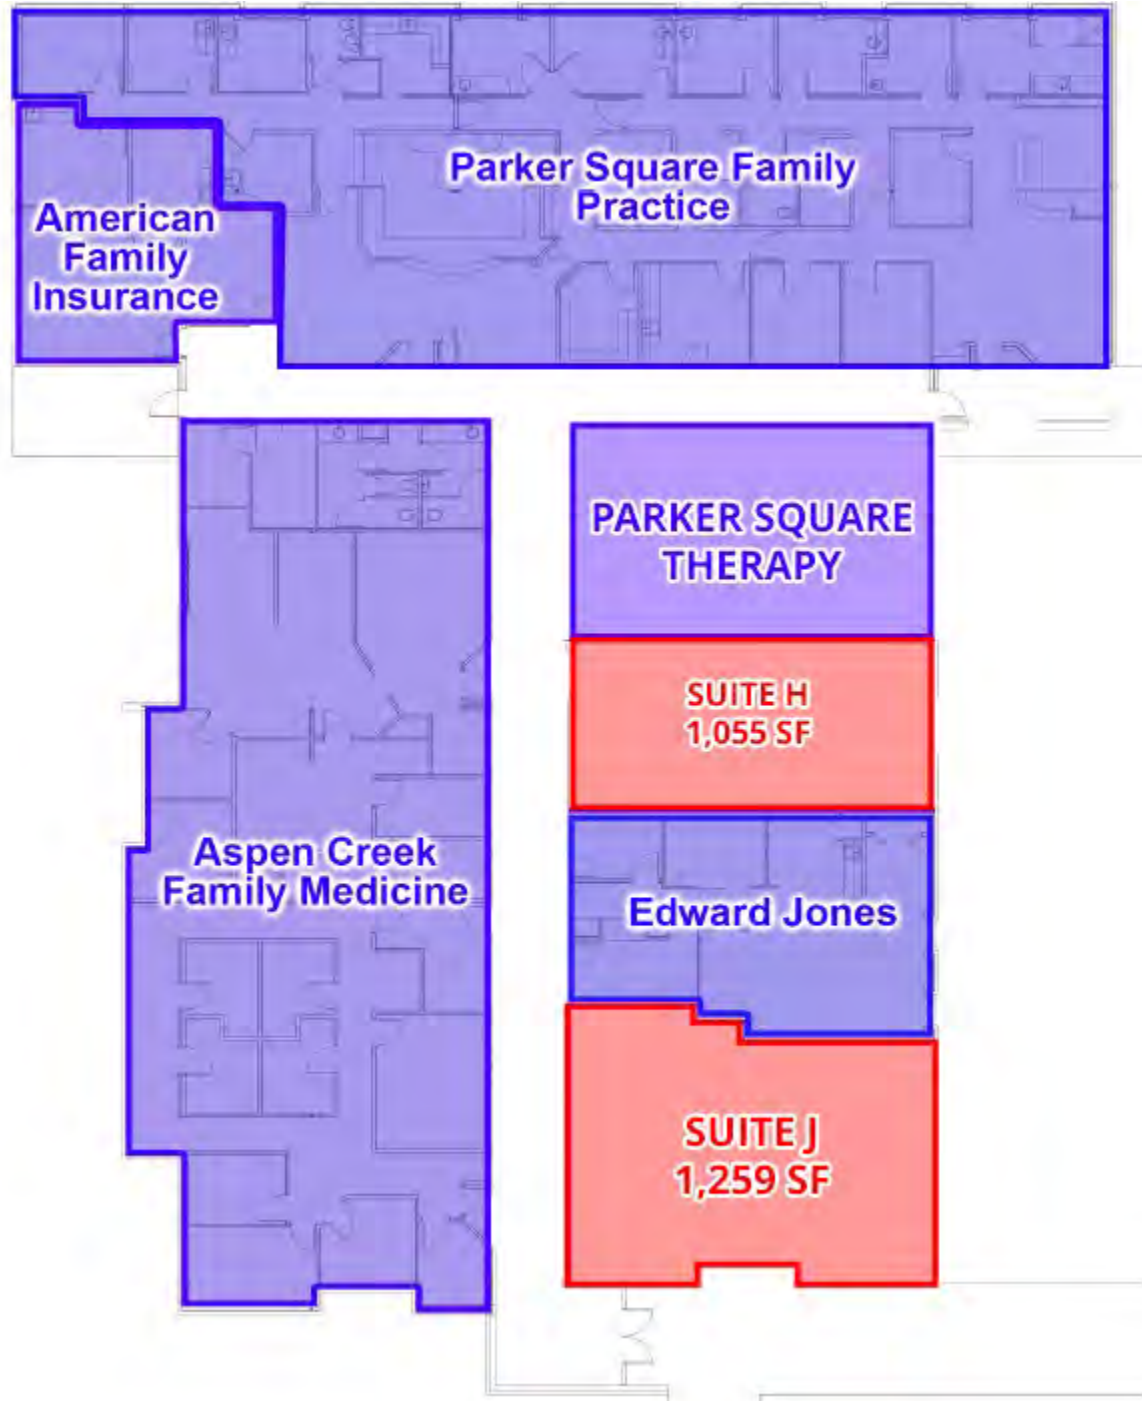 Parker Square Family
Practice
American
Family
Insurance
PARKER SQUARE
THERAPY
SUITE H
1,055 SF
Aspen Creek
Family Medicine
Edward Jones
SUITE J
1,259 SF